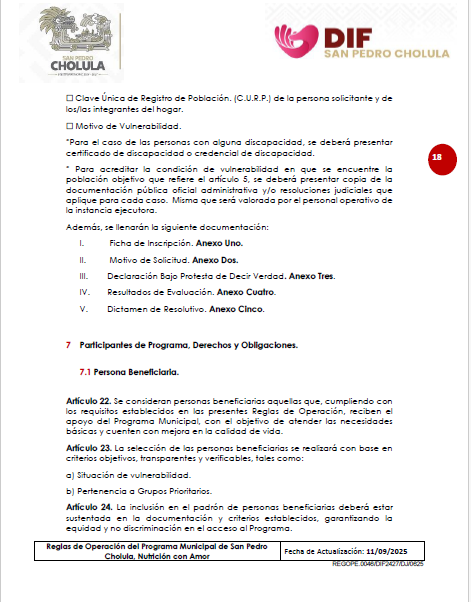 SAN PEDRO
CHOLULA
DIF
SAN PEDRO CHOLULA
☐ Clave Única de Registro de Población. (C.U.R.P.) de la persona solicitante y de
los/las integrantes del hogar.
☐ Motivo de Vulnerabilidad.
*Para el caso de las personas con alguna discapacidad, se deberá presentar
certificado de discapacidad o credencial de discapacidad.
18
* Para acreditar la condición de vulnerabilidad en que se encuentre la
población objetivo que refiere el artículo 5, se deberá presentar copia de la
documentación pública oficial administrativa y/o resoluciones judiciales que
aplique para cada caso. Misma que será valorada por el personal operativo de
la instancia ejecutora.
Además, se llenarán la siguiente documentación:
I. Ficha de Inscripción. Anexo Uno.
II. Motivo de Solicitud. Anexo Dos.
III. Declaración Bajo Protesta de Decir Verdad. Anexo Tres.
IV. Resultados de Evaluación. Anexo Cuatro.
V. Dictamen de Resolutivo. Anexo Cinco.
7 Participantes de Programa, Derechos y Obligaciones.
7.1 Persona Beneficiaria.
Artículo 22. Se consideran personas beneficiarias aquellas que, cumpliendo con
los requisitos establecidos en las presentes Reglas de Operación, reciben el
apoyo del Programa Municipal, con el objetivo de atender las necesidades
básicas y cuenten con mejora en la calidad de vida.
Artículo 23. La selección de las personas beneficiarias se realizará con base en
criterios objetivos, transparentes y verificables, tales como:
a) Situación de vulnerabilidad.
b) Pertenencia a Grupos Prioritarios.
Artículo 24. La inclusión en el padrón de personas beneficiarias deberá estar
sustentada en la documentación y criterios establecidos, garantizando la
equidad y no discriminación en el acceso al Programa.
Reglas de Operación del Programa Municipal de San Pedro
Cholula, Nutrición con Amor
Fecha de Actualización: 11/09/2025
REGOPE.0046/DIF2427/DJ/0825